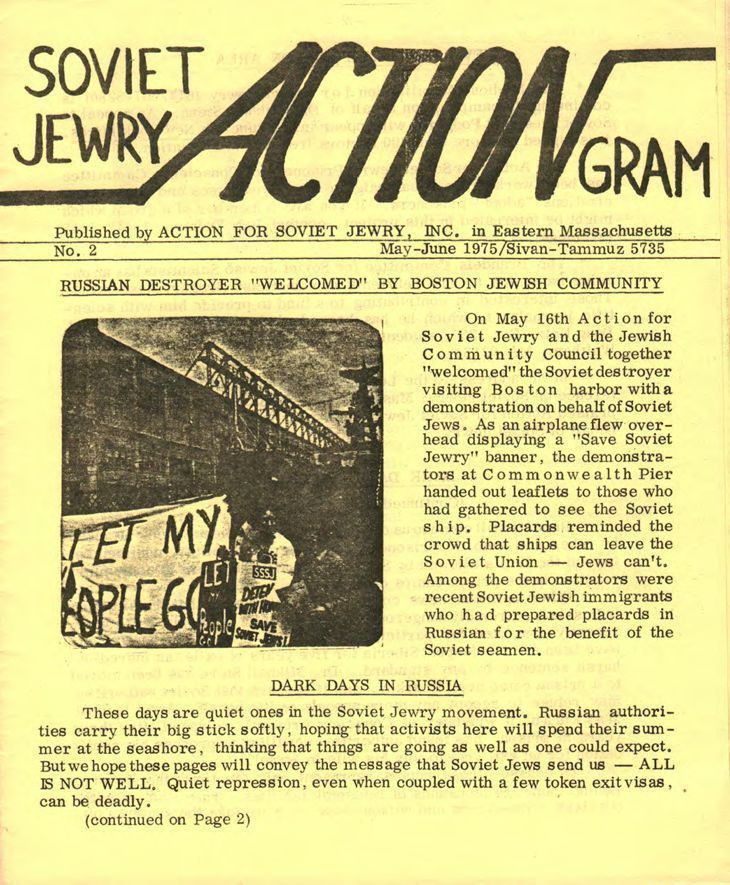 SOVIET
JEWRY
ACTION
GRAM
Published by ACTION FOR SOVIET JEWRY, INC. in Eastern Massachusetts
No. 2 May-June 1975/Sivan-Tammuz 5735
RUSSIAN DESTROYER "WELCOMED" BY BOSTON JEWISH COMMUNITY
LET MY
EOPLE GO
LET
my
People
GO
SSSJ
SAVE
SOVIET JEWS!
On May 16th Action for
Soviet Jewry and the Jewish
Community Council together
"welcomed" the Soviet destroyer
visiting Boston harbor with a
demonstration on behalf of Soviet
Jews. As an airplane flew over-
head displaying a "Save Soviet
Jewry" banner, the demonstra-
tors at Commonwealth Pier
handed out leaflets to those who
had gathered to see the Soviet
ship. Placards reminded the
crowd that ships can leave the
Soviet Union — Jews can't.
Among the demonstrators were
recent Soviet Jewish immigrants
who had prepared placards in
Russian for the benefit of the
Soviet seamen.
DARK DAYS IN RUSSIA
These days are quiet ones in the Soviet Jewry movement. Russian authori-
ties carry their big stick softly, hoping that activists here will spend their sum-
mer at the seashore, thinking that things are going as well as one could expect.
But we hope these pages will convey the message that Soviet Jews send us — ALL
IS NOT WELL. Quiet repression, even when coupled with a few token exit visas,
can be deadly.
(continued on Page 2)